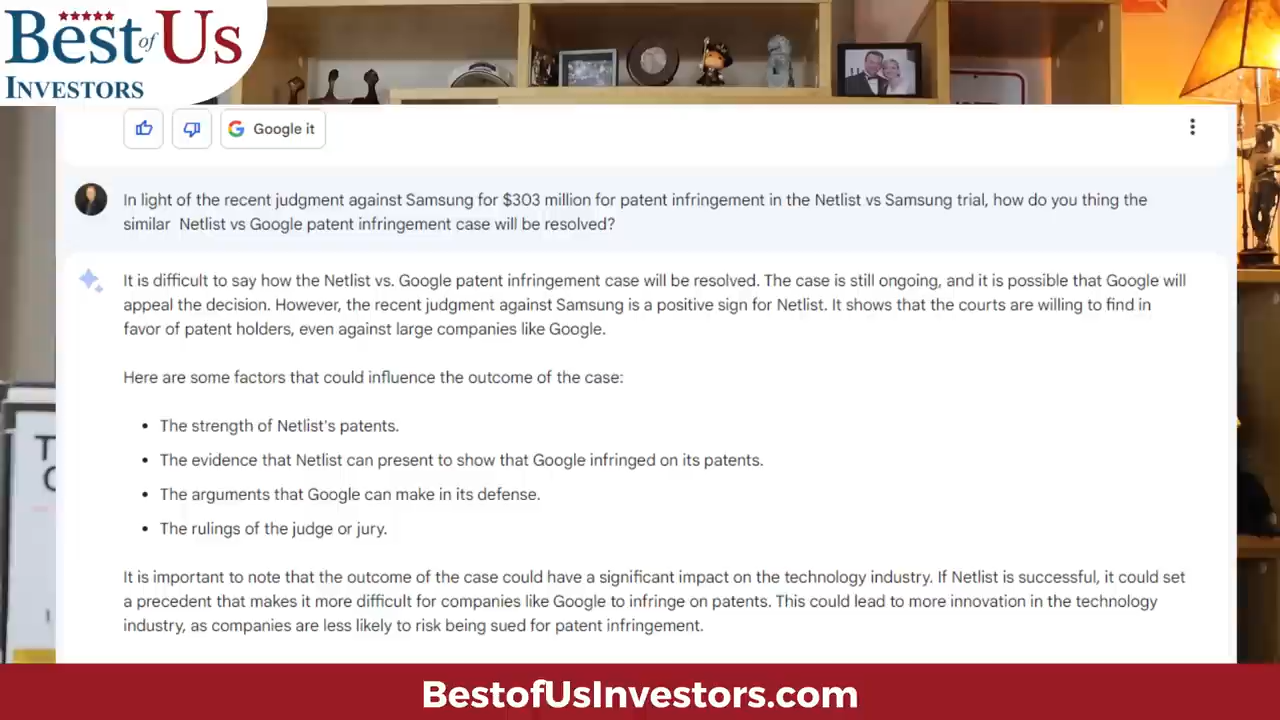 Best of Us
INVESTORS
Google it
In light of the recent judgment against Samsung for $303 million for patent infringement in the Netlist vs Samsung trial, how do you thing the
similar Netlist vs Google patent infringement case will be resolved?
It is difficult to say how the Netlist vs. Google patent infringement case will be resolved. The case is still ongoing, and it is possible that Google will
appeal the decision. However, the recent judgment against Samsung is a positive sign for Netlist. It shows that the courts are willing to find in
favor of patent holders, even against large companies like Google.
Here are some factors that could influence the outcome of the case:
• The strength of Netlist's patents.
• The evidence that Netlist can present to show that Google infringed on its patents.
• The arguments that Google can make in its defense.
• The rulings of the judge or jury.
It is important to note that the outcome of the case could have a significant impact on the technology industry. If Netlist is successful, it could set
a precedent that makes it more difficult for companies like Google to infringe on patents. This could lead to more innovation in the technology
industry, as companies are less likely to risk being sued for patent infringement.
BestofUsInvestors.com